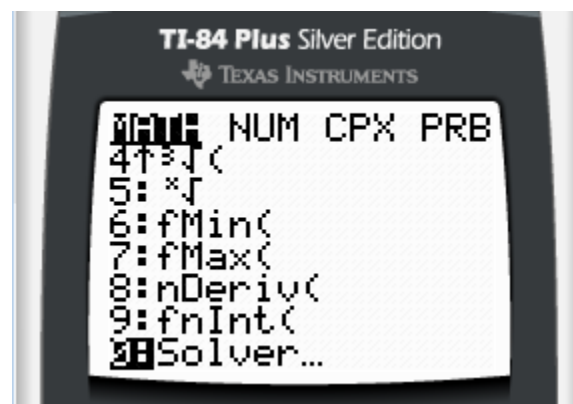 TI-84 Plus Silver Edition
TEXAS INSTRUMENTS
MATH NUM CPX PRB
4↑³√(
5: ˣ√
6:fMin(
7:fMax(
8:nDeriv(
9:fnInt(
0:Solver…